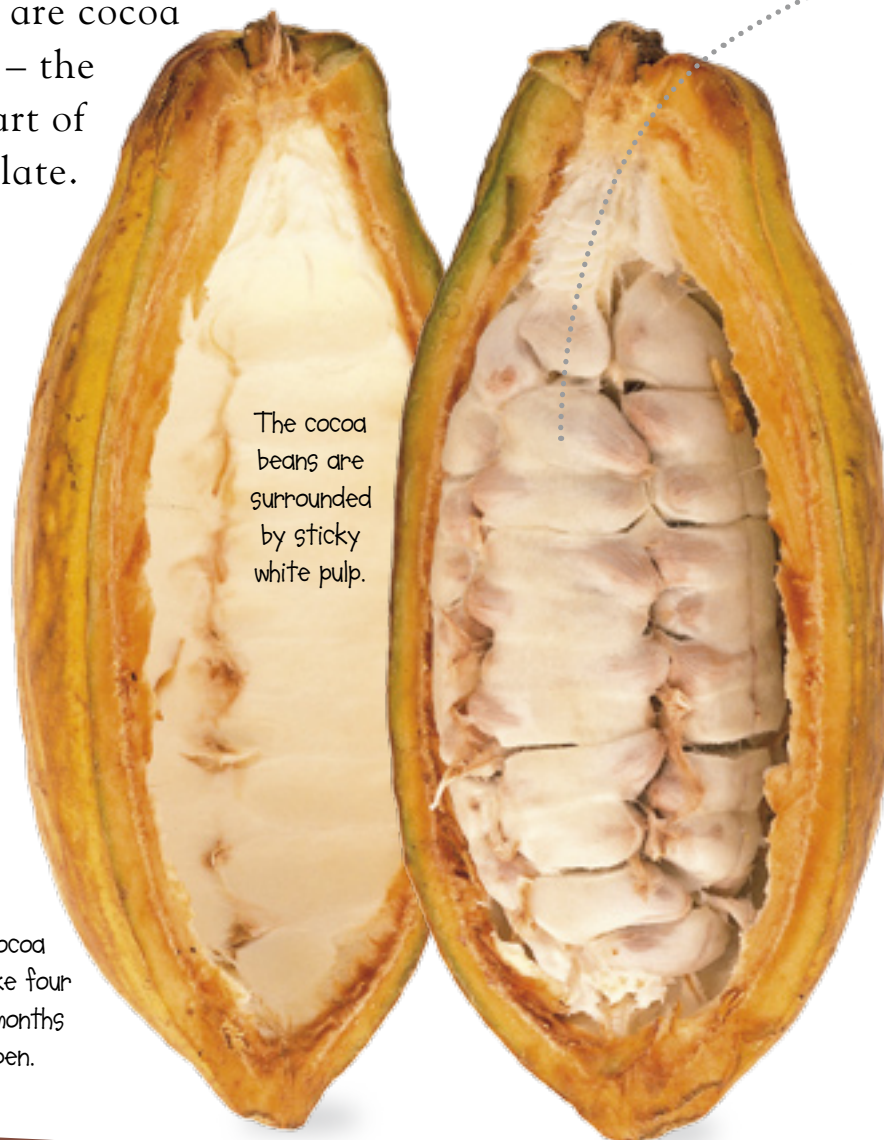 are cocoa
– the
art of
late.
The cocoa
beans are
surrounded
by sticky
white pulp.
ocoa
ke four
months
pen.